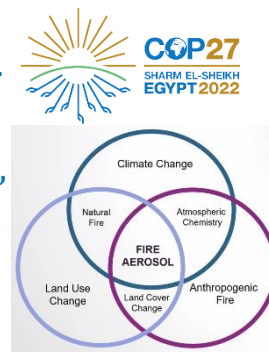 COP27
SHARM EL-SHEIKH
EGYPT 2022
Climate Change
Natural
Fire
Atmospheric
Chemistry
FIRE
AEROSOL
Land Use
Change
Land Cover
Change
Anthropogenic
Fire